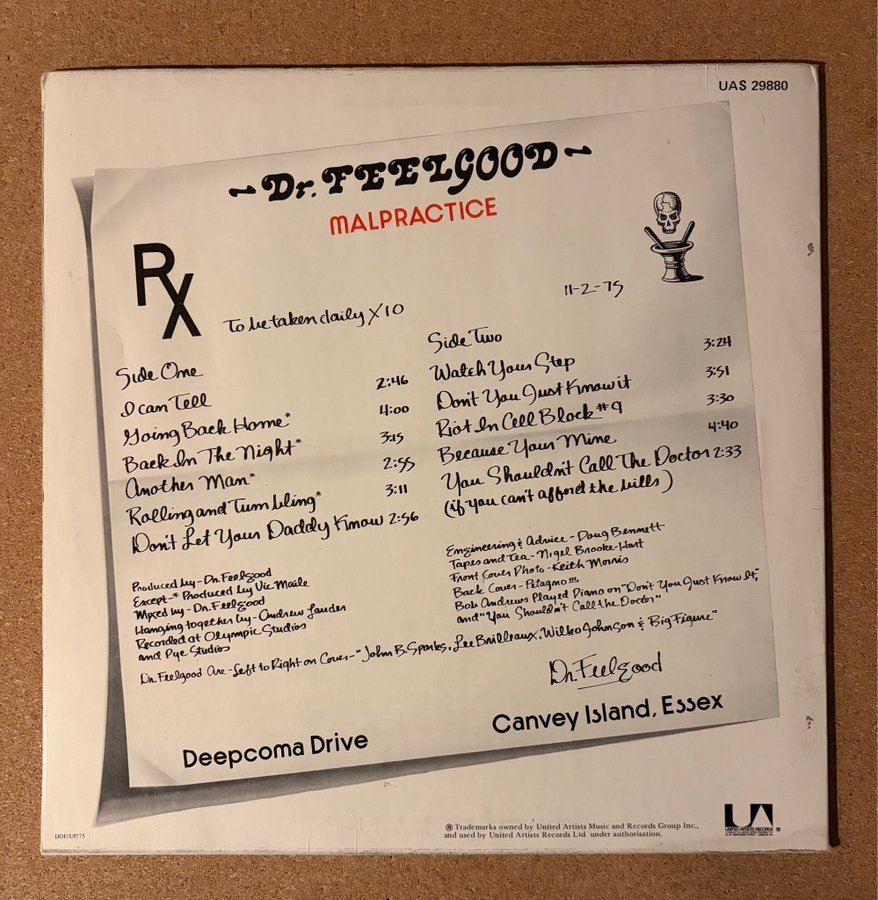 UAS 29880
~ Dr. FEELGOOD ~
MALPRACTICE
RX
To be taken daily X 10
11-2-75
Side One
I can Tell 2:46
Going Back Home* 4:00
Back In The Night* 3:15
Another Man* 2:55
Rolling and Tumbling* 3:11
Don't Let Your Daddy Know 2:56
Side Two
Watch Your Step 3:24
Don't You Just Know it 3:51
Riot In Cell Block #9 3:30
Because Your Mine 4:40
You Shouldn't Call The Doctor 2:33
(if you can't afford the bills)
Produced by - Dr. Feelgood
Except -* Produced by Vic Maile
Mixed by - Dr. Feelgood
Hanging together by - Andrew Lauder
Recorded at Olympic Studios
and Pye Studios
Engineering & Advice - Doug Bennett
Tapes and Tea - Nigel Brooke-Hart
Front Cover Photo - Keith Morris
Back Cover - Petagno !!!
Bob Andrews Played Piano on "Don't You Just Know It,"
and "You Shouldn't Call the Doctor"
Dr. Feelgood Are - Left to Right on Cover - "John B. Sparks, Lee Brilleaux, Wilko Johnson & Big Figure"
Dr. Feelgood
Deepcoma Drive
Canvey Island, Essex
DOF/UP/75
® Trademarks owned by United Artists Music and Records Group Inc.,
and used by United Artists Records Ltd under authorisation.
UA
UNITED ARTISTS RECORDS
®